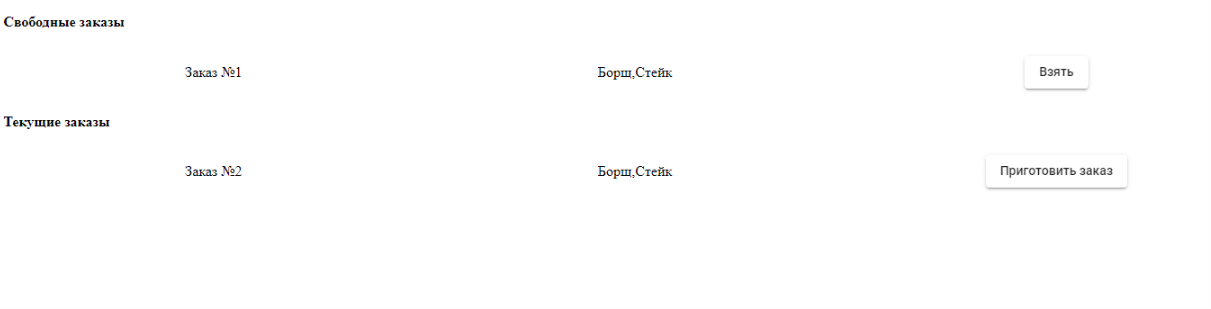 Свободные заказы
Заказ №1 Борщ,Стейк Взять
Текущие заказы
Заказ №2 Борщ,Стейк Приготовить заказ